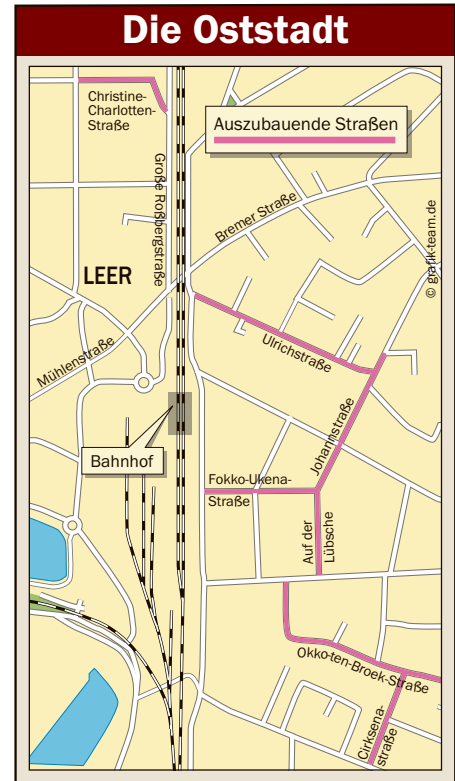 Die Oststadt
Christine-
Charlotten-
Straße
Auszubauende Straßen
Große Roßbergstraße
Bremer Straße
© grafik-team.de
LEER
Ulrichstraße
Mühlenstraße
Johannstraße
Bahnhof
Fokko-Ukena-
Straße
Auf der
Lübsche
Okko-ten-Broek-Straße
Cirksena-
straße